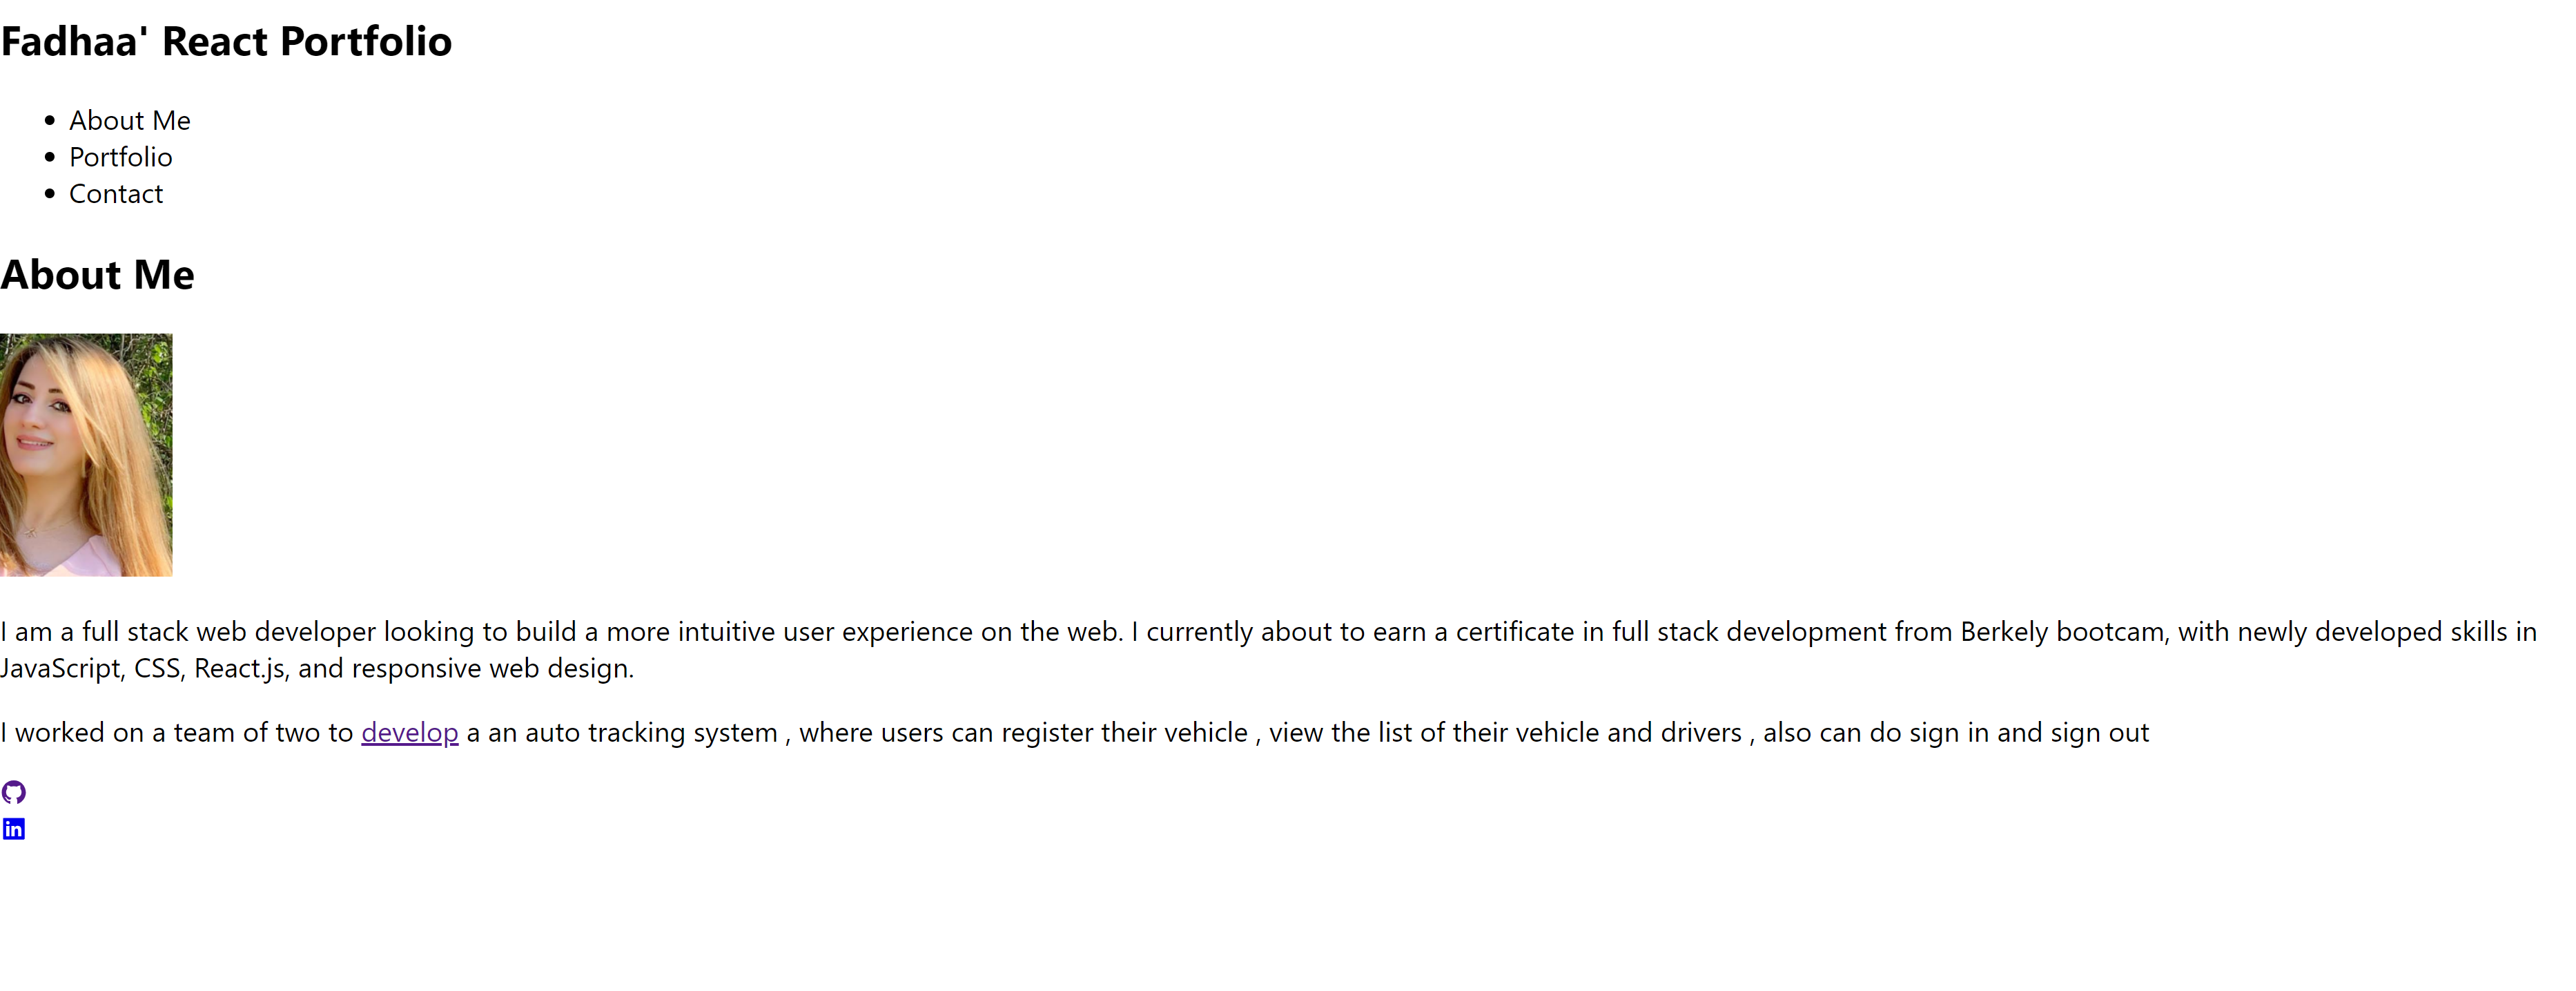 Fadhaa' React Portfolio
About Me
Portfolio
Contact
About Me
I am a full stack web developer looking to build a more intuitive user experience on the web. I currently about to earn a certificate in full stack development from Berkely bootcam, with newly developed skills in
JavaScript, CSS, React.js, and responsive web design.
I worked on a team of two to develop a an auto tracking system , where users can register their vehicle , view the list of their vehicle and drivers , also can do sign in and sign out
in